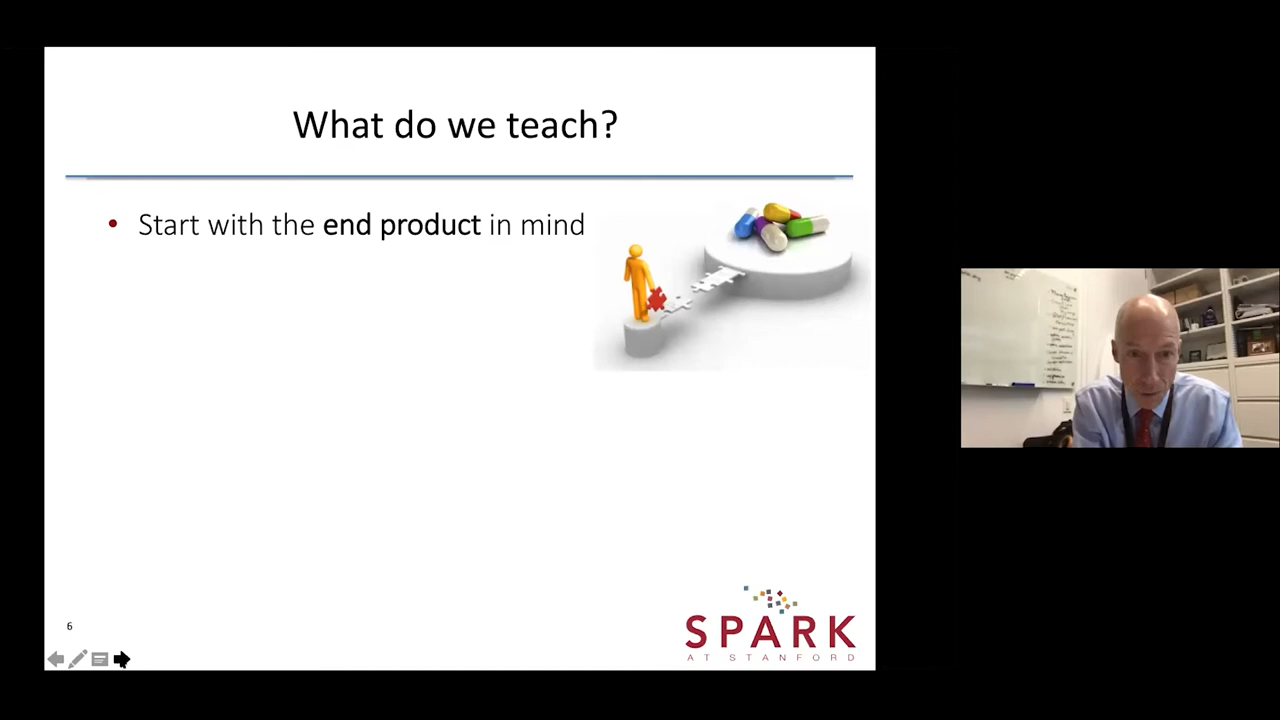 What do we teach?
• Start with the end product in mind
6
SPARK
AT STANFORD